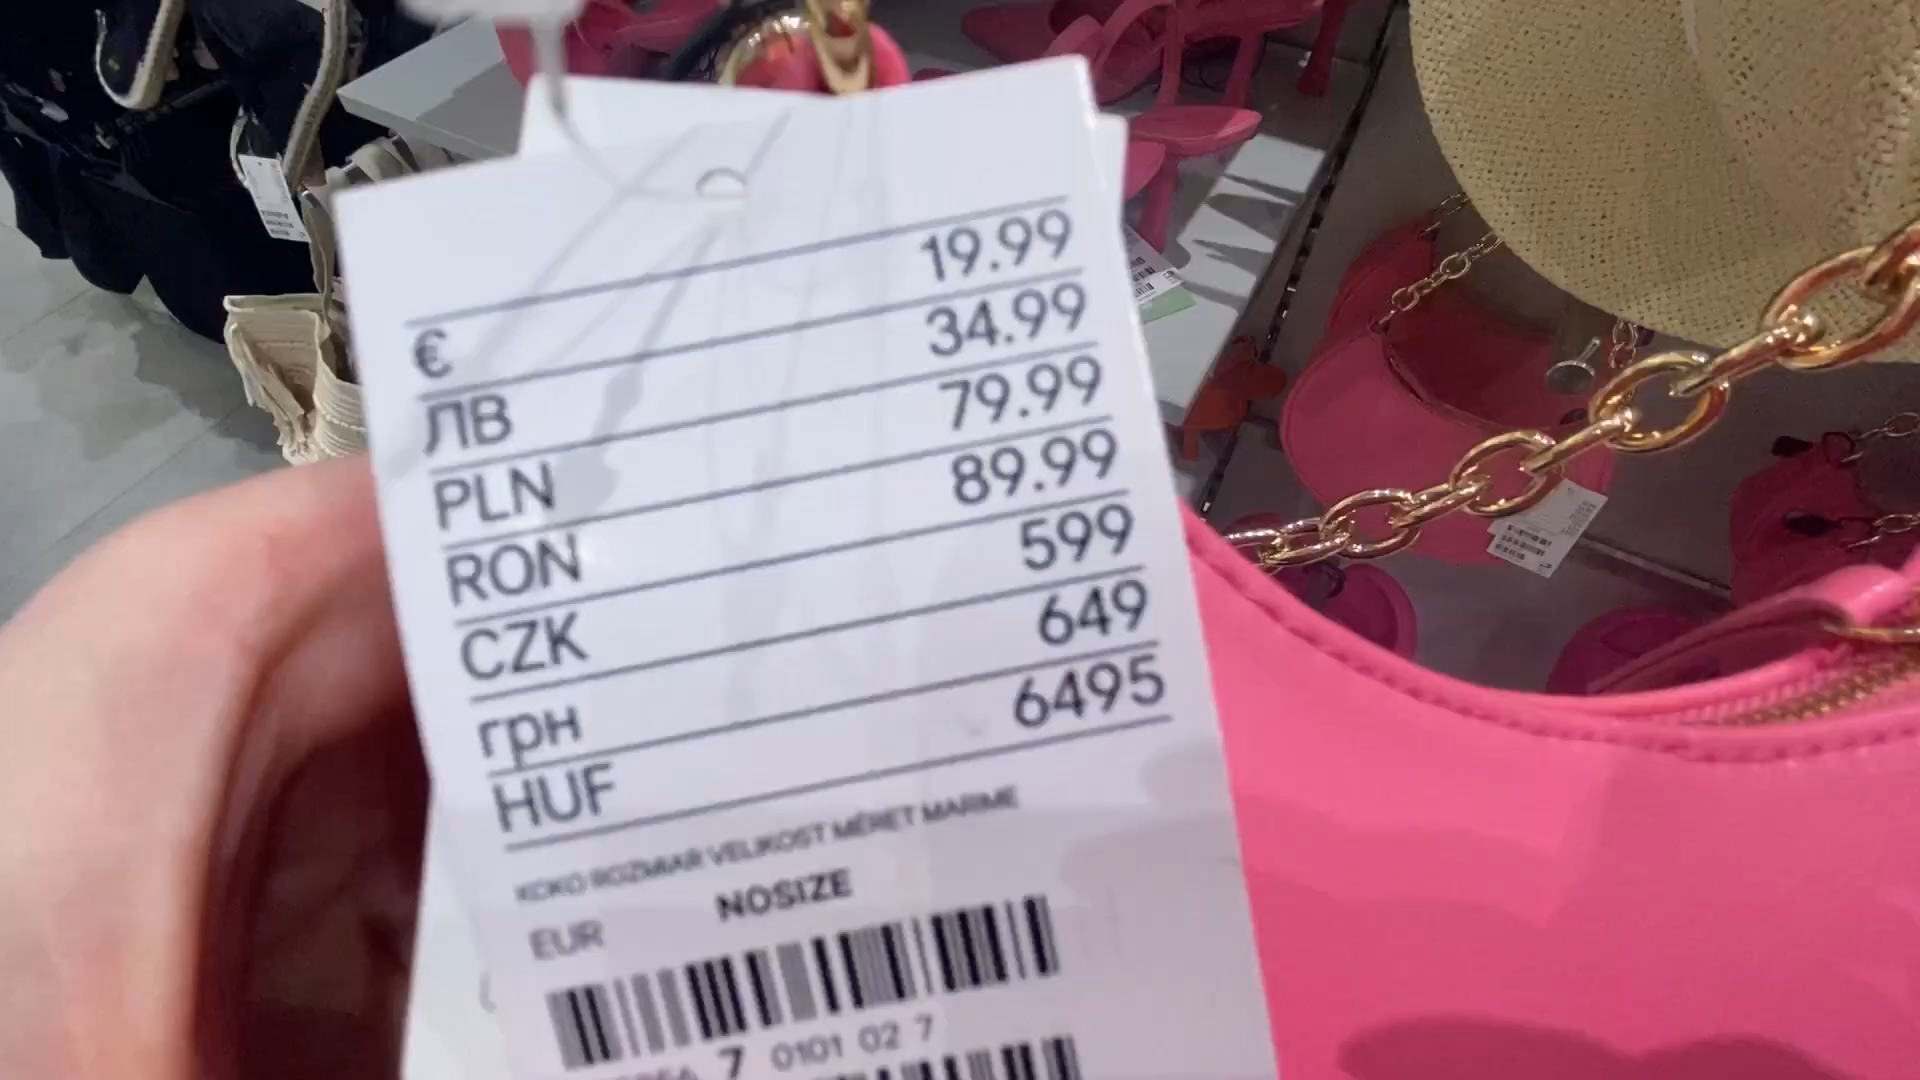 € 19.99
ЛВ 34.99
PLN 79.99
RON 89.99
CZK 599
грн 649
HUF 6495
KOKO ROZMIAR VELIKOST MÉRET MARIME
EUR NOSIZE
7 0101 02 7